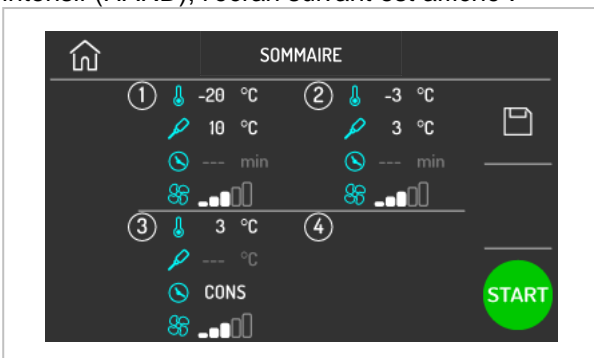 intensif (HARD), l'écran suivant est affiché :
SOMMAIRE
1 -20 °C 2 -3 °C
10 °C 3 °C
--- min --- min
3 3 °C 4
--- °C
CONS
START